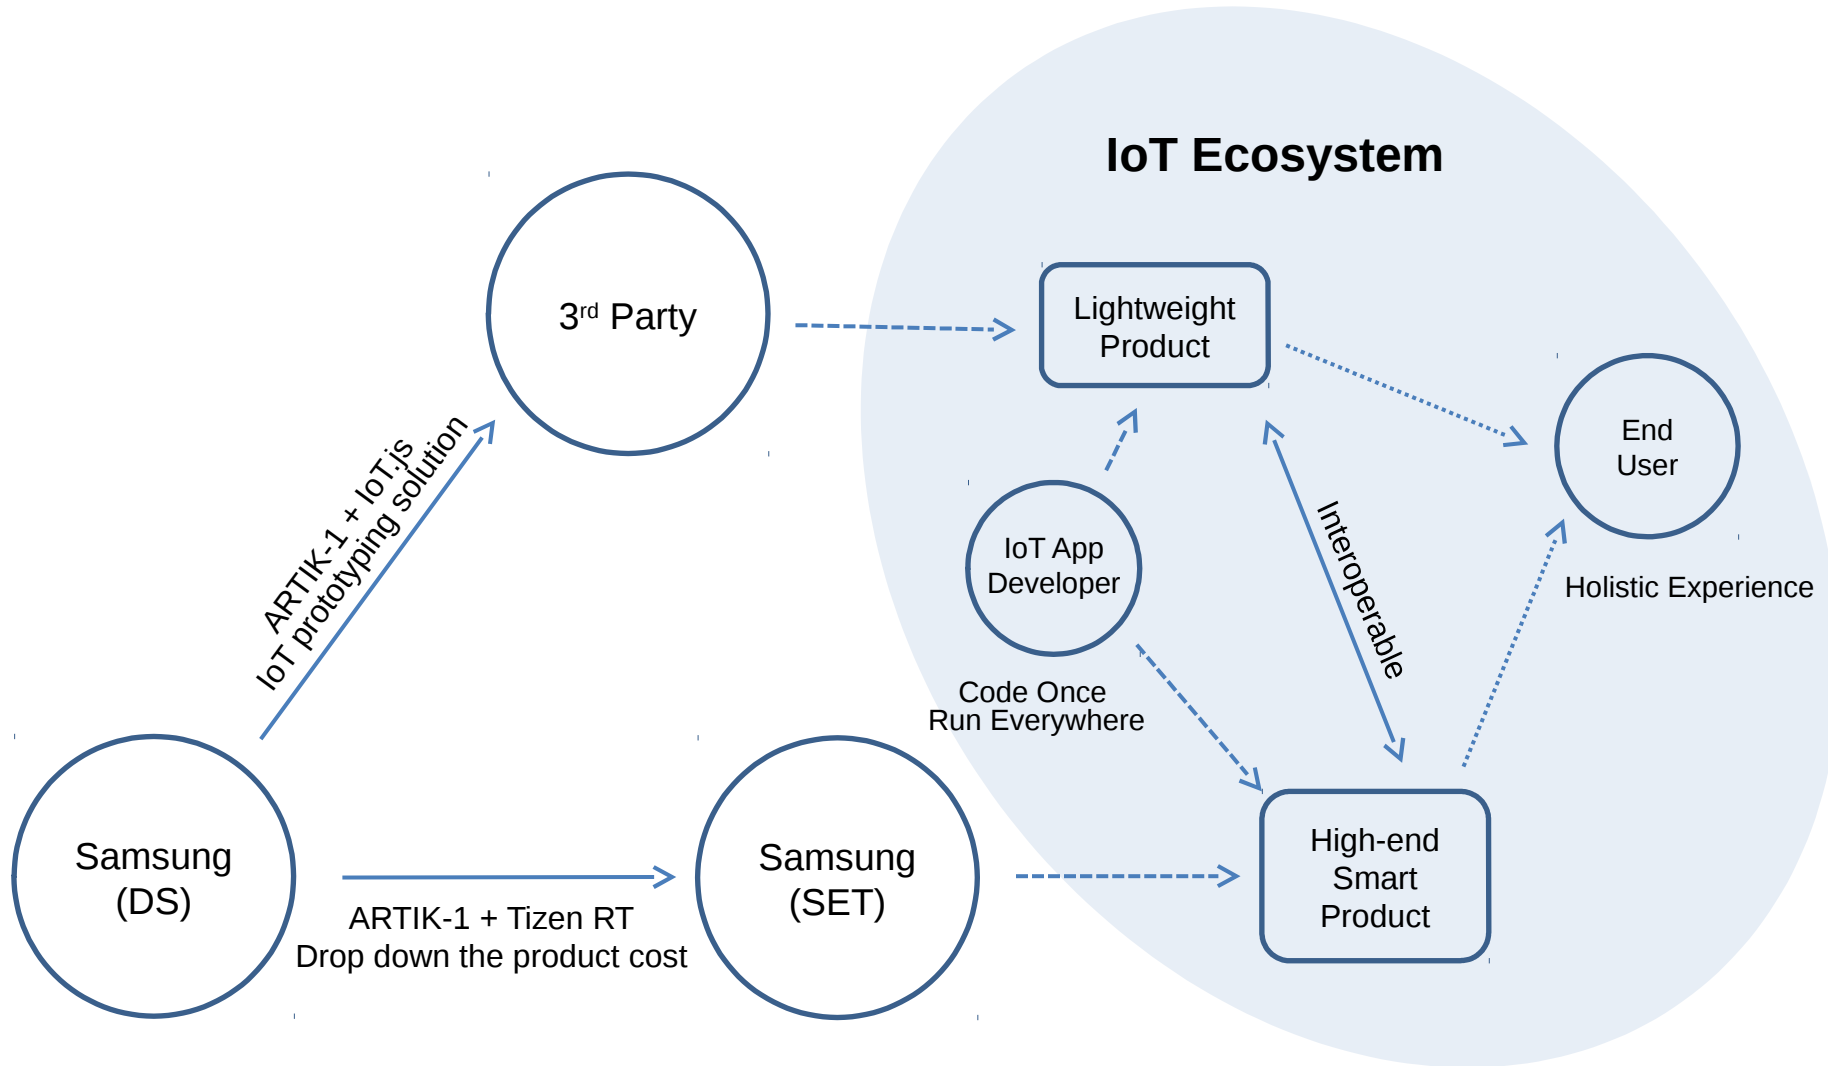 IoT Ecosystem
3rd Party
Lightweight
Product
End
User
ARTIK-1 + IoT.js
IoT prototyping solution
IoT App
Developer
Interoperable
Holistic Experience
Code Once
Run Everywhere
Samsung
(DS)
ARTIK-1 + Tizen RT
Drop down the product cost
Samsung
(SET)
High-end
Smart
Product